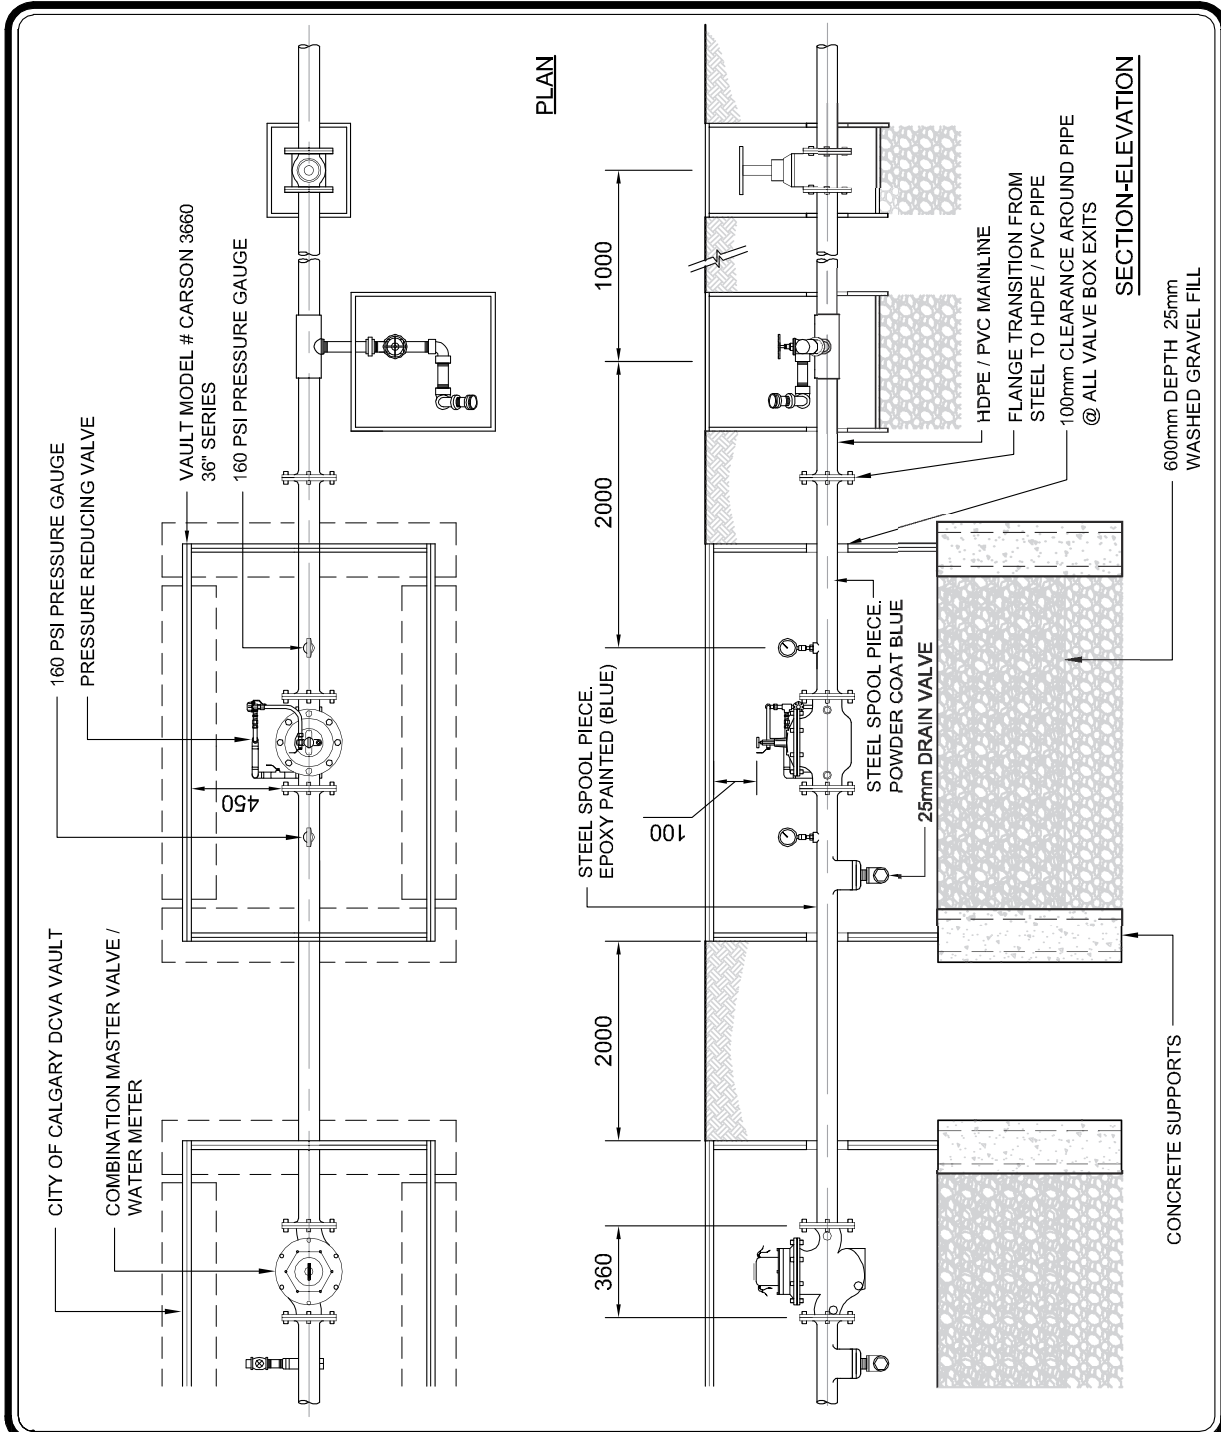 CITY OF CALGARY DCVA VAULT
COMBINATION MASTER VALVE /
WATER METER
160 PSI PRESSURE GAUGE
PRESSURE REDUCING VALVE
VAULT MODEL # CARSON 3660
36" SERIES
160 PSI PRESSURE GAUGE
450
PLAN
360
2000
STEEL SPOOL PIECE.
EPOXY PAINTED (BLUE)
100
2000
1000
STEEL SPOOL PIECE.
POWDER COAT BLUE
25mm DRAIN VALVE
HDPE / PVC MAINLINE
FLANGE TRANSITION FROM
STEEL TO HDPE / PVC PIPE
100mm CLEARANCE AROUND PIPE
@ ALL VALVE BOX EXITS
SECTION-ELEVATION
CONCRETE SUPPORTS
600mm DEPTH 25mm
WASHED GRAVEL FILL